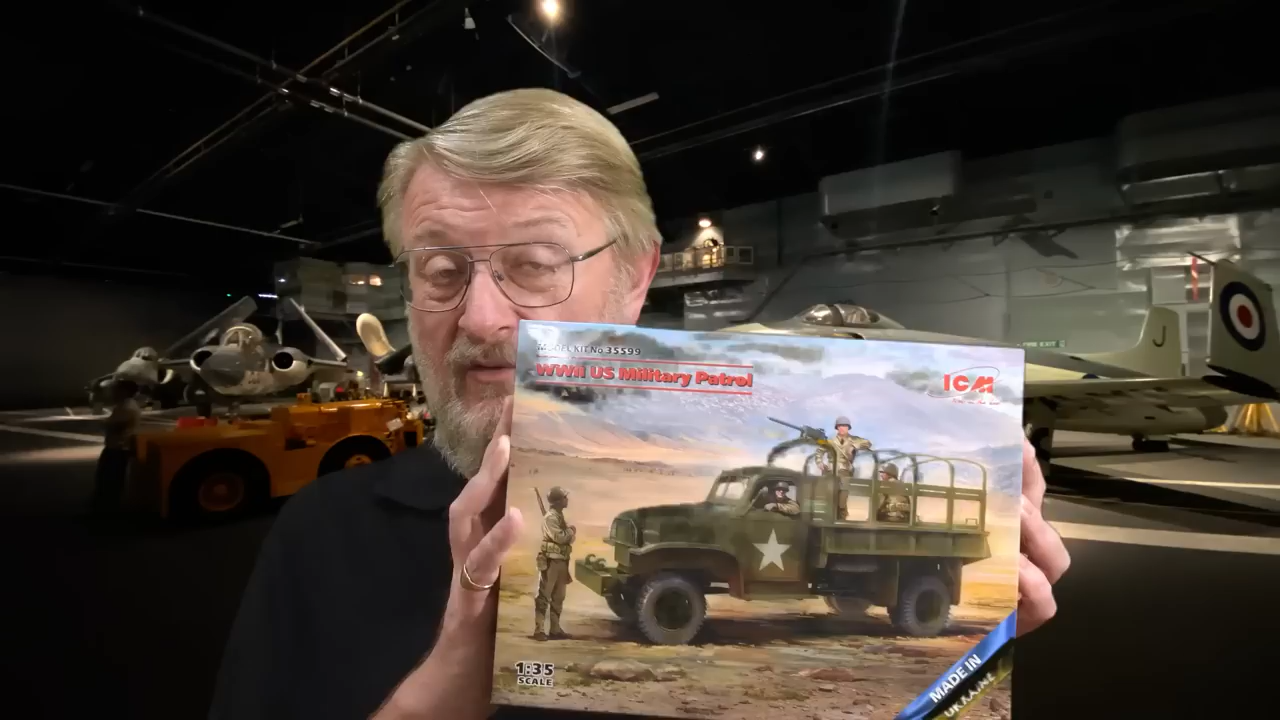 MODEL KIT No 35599
WWII US Military Patrol
ICM
1:35
SCALE
MADE IN
UKRAINE
J